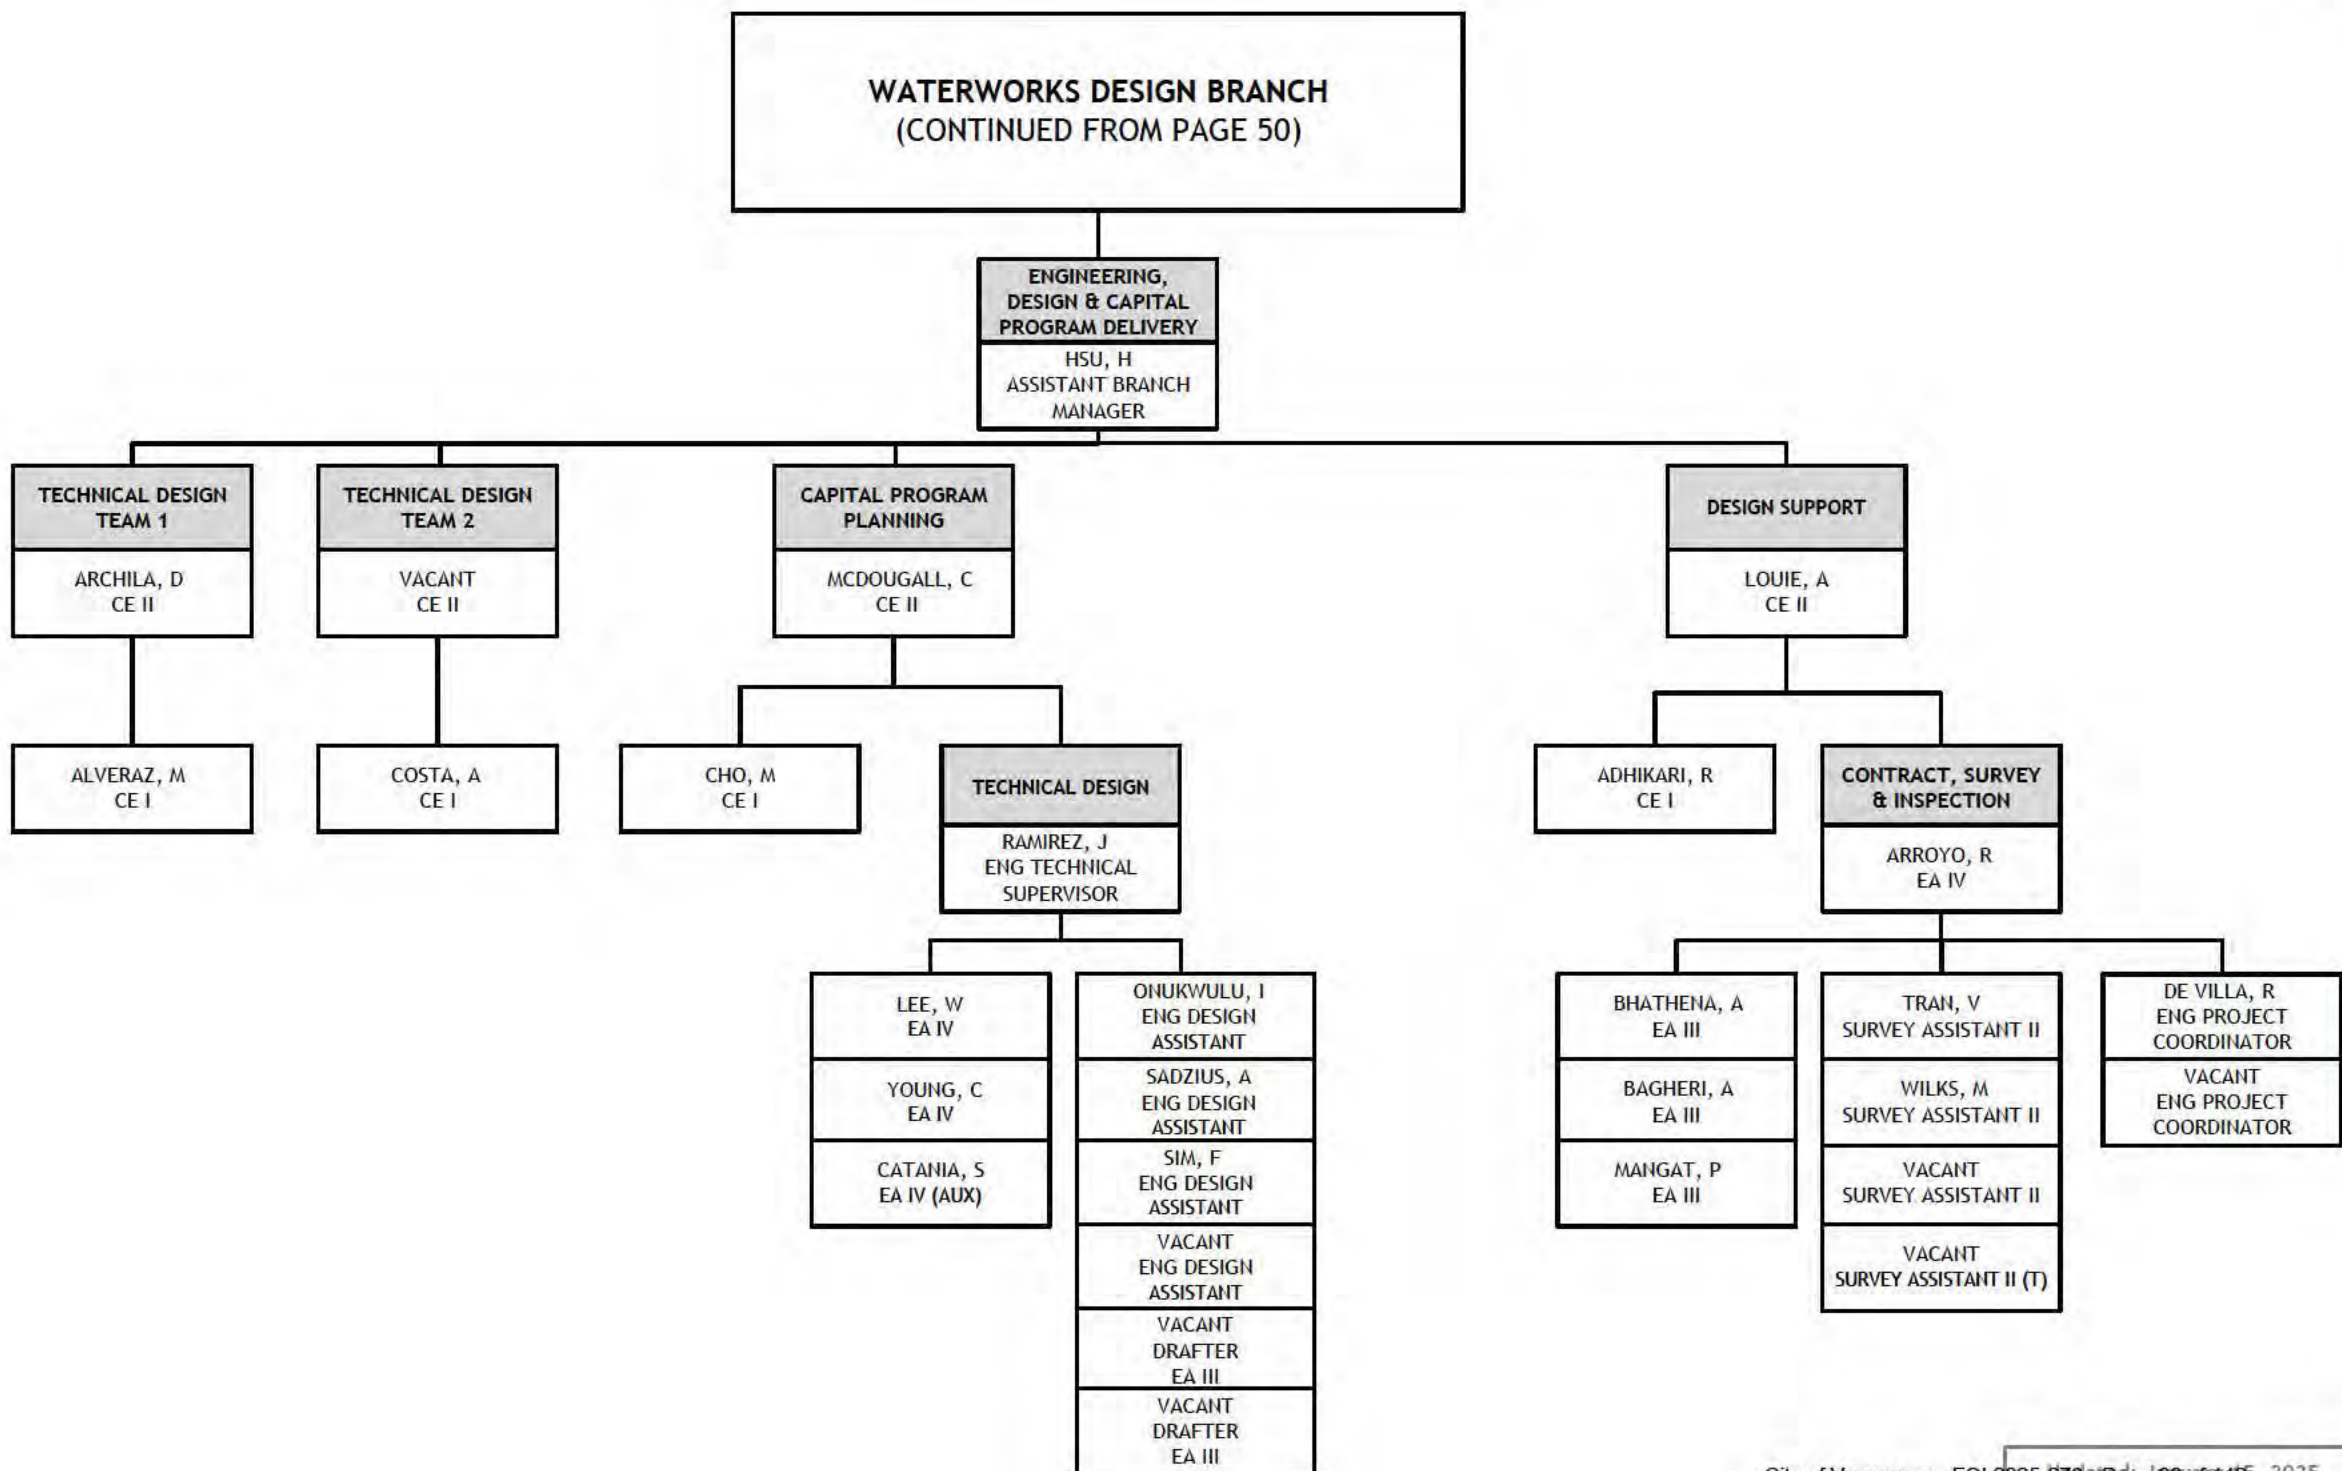 WATERWORKS DESIGN BRANCH
(CONTINUED FROM PAGE 50)
ENGINEERING,
DESIGN & CAPITAL
PROGRAM DELIVERY
HSU, H
ASSISTANT BRANCH
MANAGER
TECHNICAL DESIGN
TEAM 1
ARCHILA, D
CE II
ALVERAZ, M
CE I
TECHNICAL DESIGN
TEAM 2
VACANT
CE II
COSTA, A
CE I
CAPITAL PROGRAM
PLANNING
MCDOUGALL, C
CE II
CHO, M
CE I
TECHNICAL DESIGN
RAMIREZ, J
ENG TECHNICAL
SUPERVISOR
LEE, W
EA IV
YOUNG, C
EA IV
CATANIA, S
EA IV (AUX)
ONUKWULU, I
ENG DESIGN
ASSISTANT
SADZIUS, A
ENG DESIGN
ASSISTANT
SIM, F
ENG DESIGN
ASSISTANT
VACANT
ENG DESIGN
ASSISTANT
VACANT
DRAFTER
EA III
VACANT
DRAFTER
EA III
DESIGN SUPPORT
LOUIE, A
CE II
ADHIKARI, R
CE I
CONTRACT, SURVEY
& INSPECTION
ARROYO, R
EA IV
BHATHENA, A
EA III
BAGHERI, A
EA III
MANGAT, P
EA III
TRAN, V
SURVEY ASSISTANT II
WILKS, M
SURVEY ASSISTANT II
VACANT
SURVEY ASSISTANT II
VACANT
SURVEY ASSISTANT II (T)
DE VILLA, R
ENG PROJECT
COORDINATOR
VACANT
ENG PROJECT
COORDINATOR